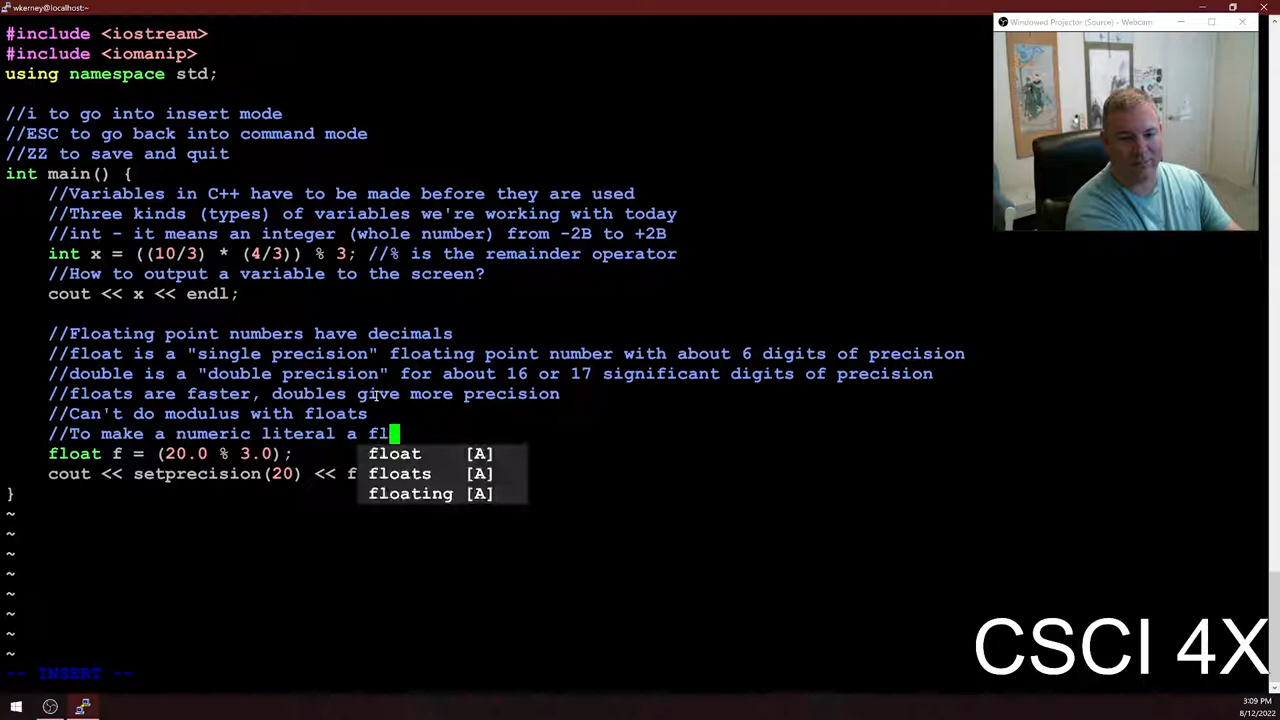 wkerney@localhost:~
Windowed Projector (Source) - Webcam
#include <iostream>
#include <iomanip>
using namespace std;
//i to go into insert mode
//ESC to go back into command mode
//ZZ to save and quit
int main() {
//Variables in C++ have to be made before they are used
//Three kinds (types) of variables we're working with today
//int - it means an integer (whole number) from -2B to +2B
int x = ((10/3) * (4/3)) % 3; //% is the remainder operator
//How to output a variable to the screen?
cout << x << endl;
//Floating point numbers have decimals
//float is a "single precision" floating point number with about 6 digits of precision
//double is a "double precision" for about 16 or 17 significant digits of precision
//floats are faster, doubles give more precision
//Can't do modulus with floats
//To make a numeric literal a fl
float f = (20.0 % 3.0);
float [A]
cout << setprecision(20) << f
floats [A]
floating [A]
}
~
~
~
~
~
~
~
~
-- INSERT --
CSCI 4X
3:09 PM
8/12/2022